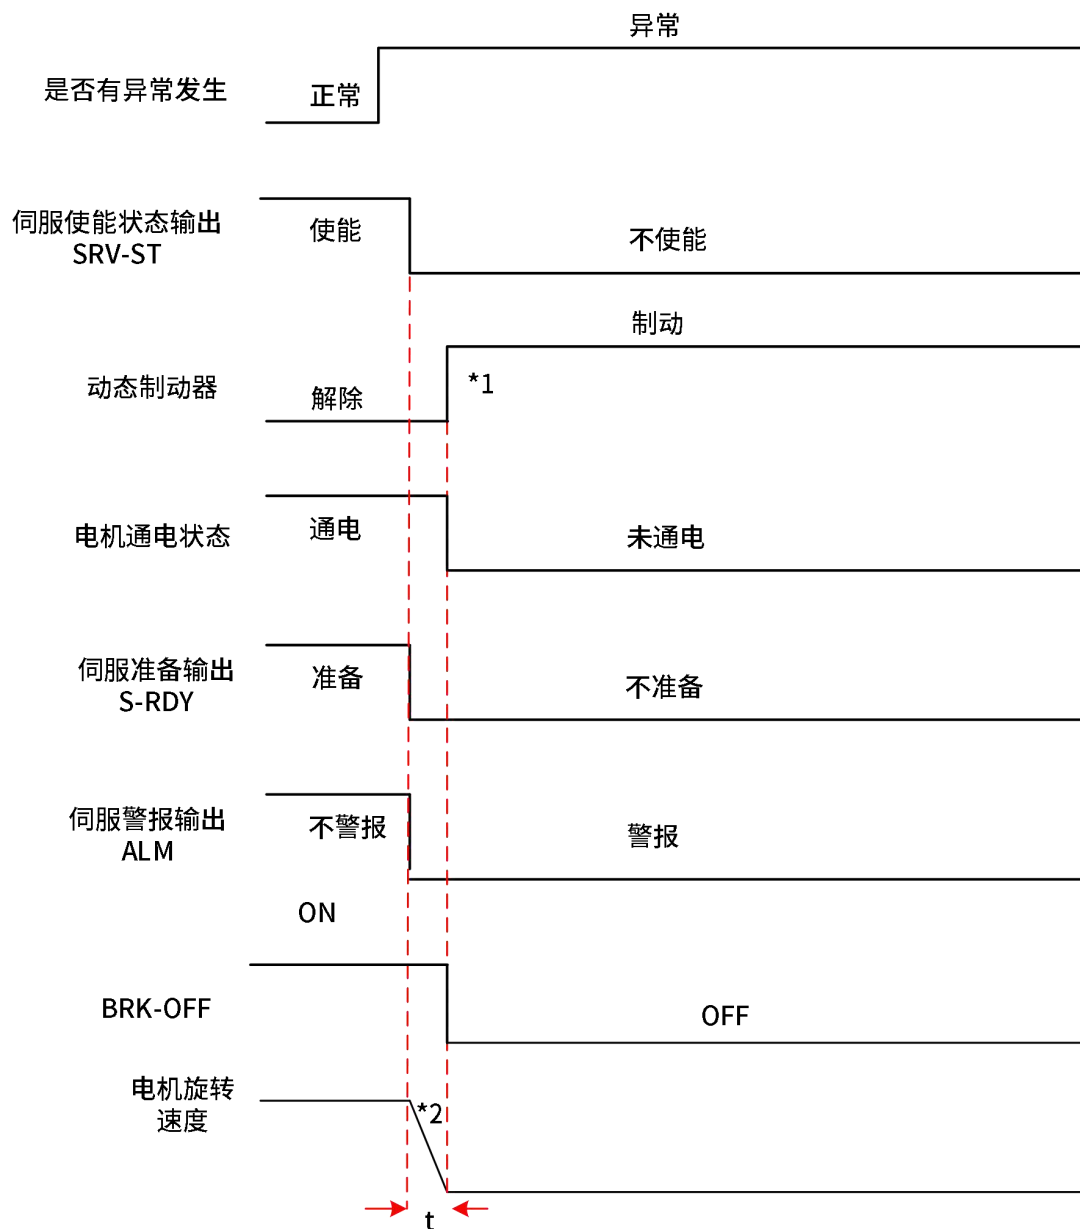 异常
是否有异常发生
正常
伺服使能状态输出
SRV-ST
使能
不使能
制动
动态制动器
解除
*1
电机通电状态
通电
未通电
伺服准备输出
S-RDY
准备
不准备
伺服警报输出
ALM
不警报
警报
ON
BRK-OFF
OFF
电机旋转
速度
*2
t